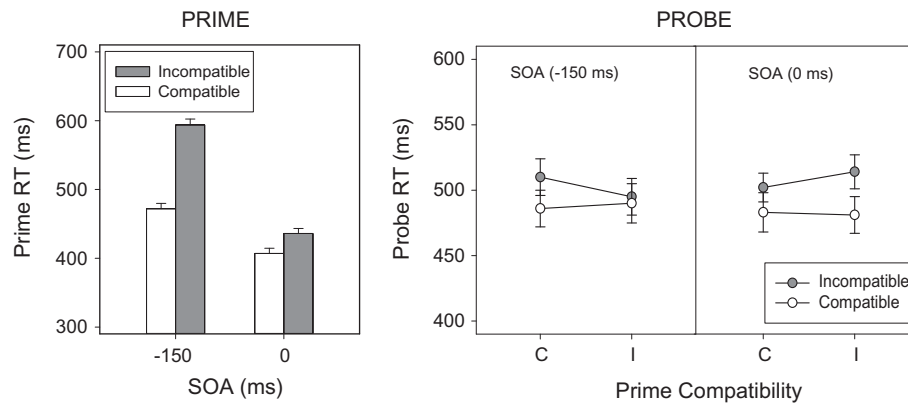 PRIME
700
600
500
400
300
Prime RT (ms)
Incompatible
Compatible
-150
0
SOA (ms)
PROBE
600
550
500
450
400
Probe RT (ms)
SOA (-150 ms)
SOA (0 ms)
Incompatible
Compatible
C
I
C
I
Prime Compatibility